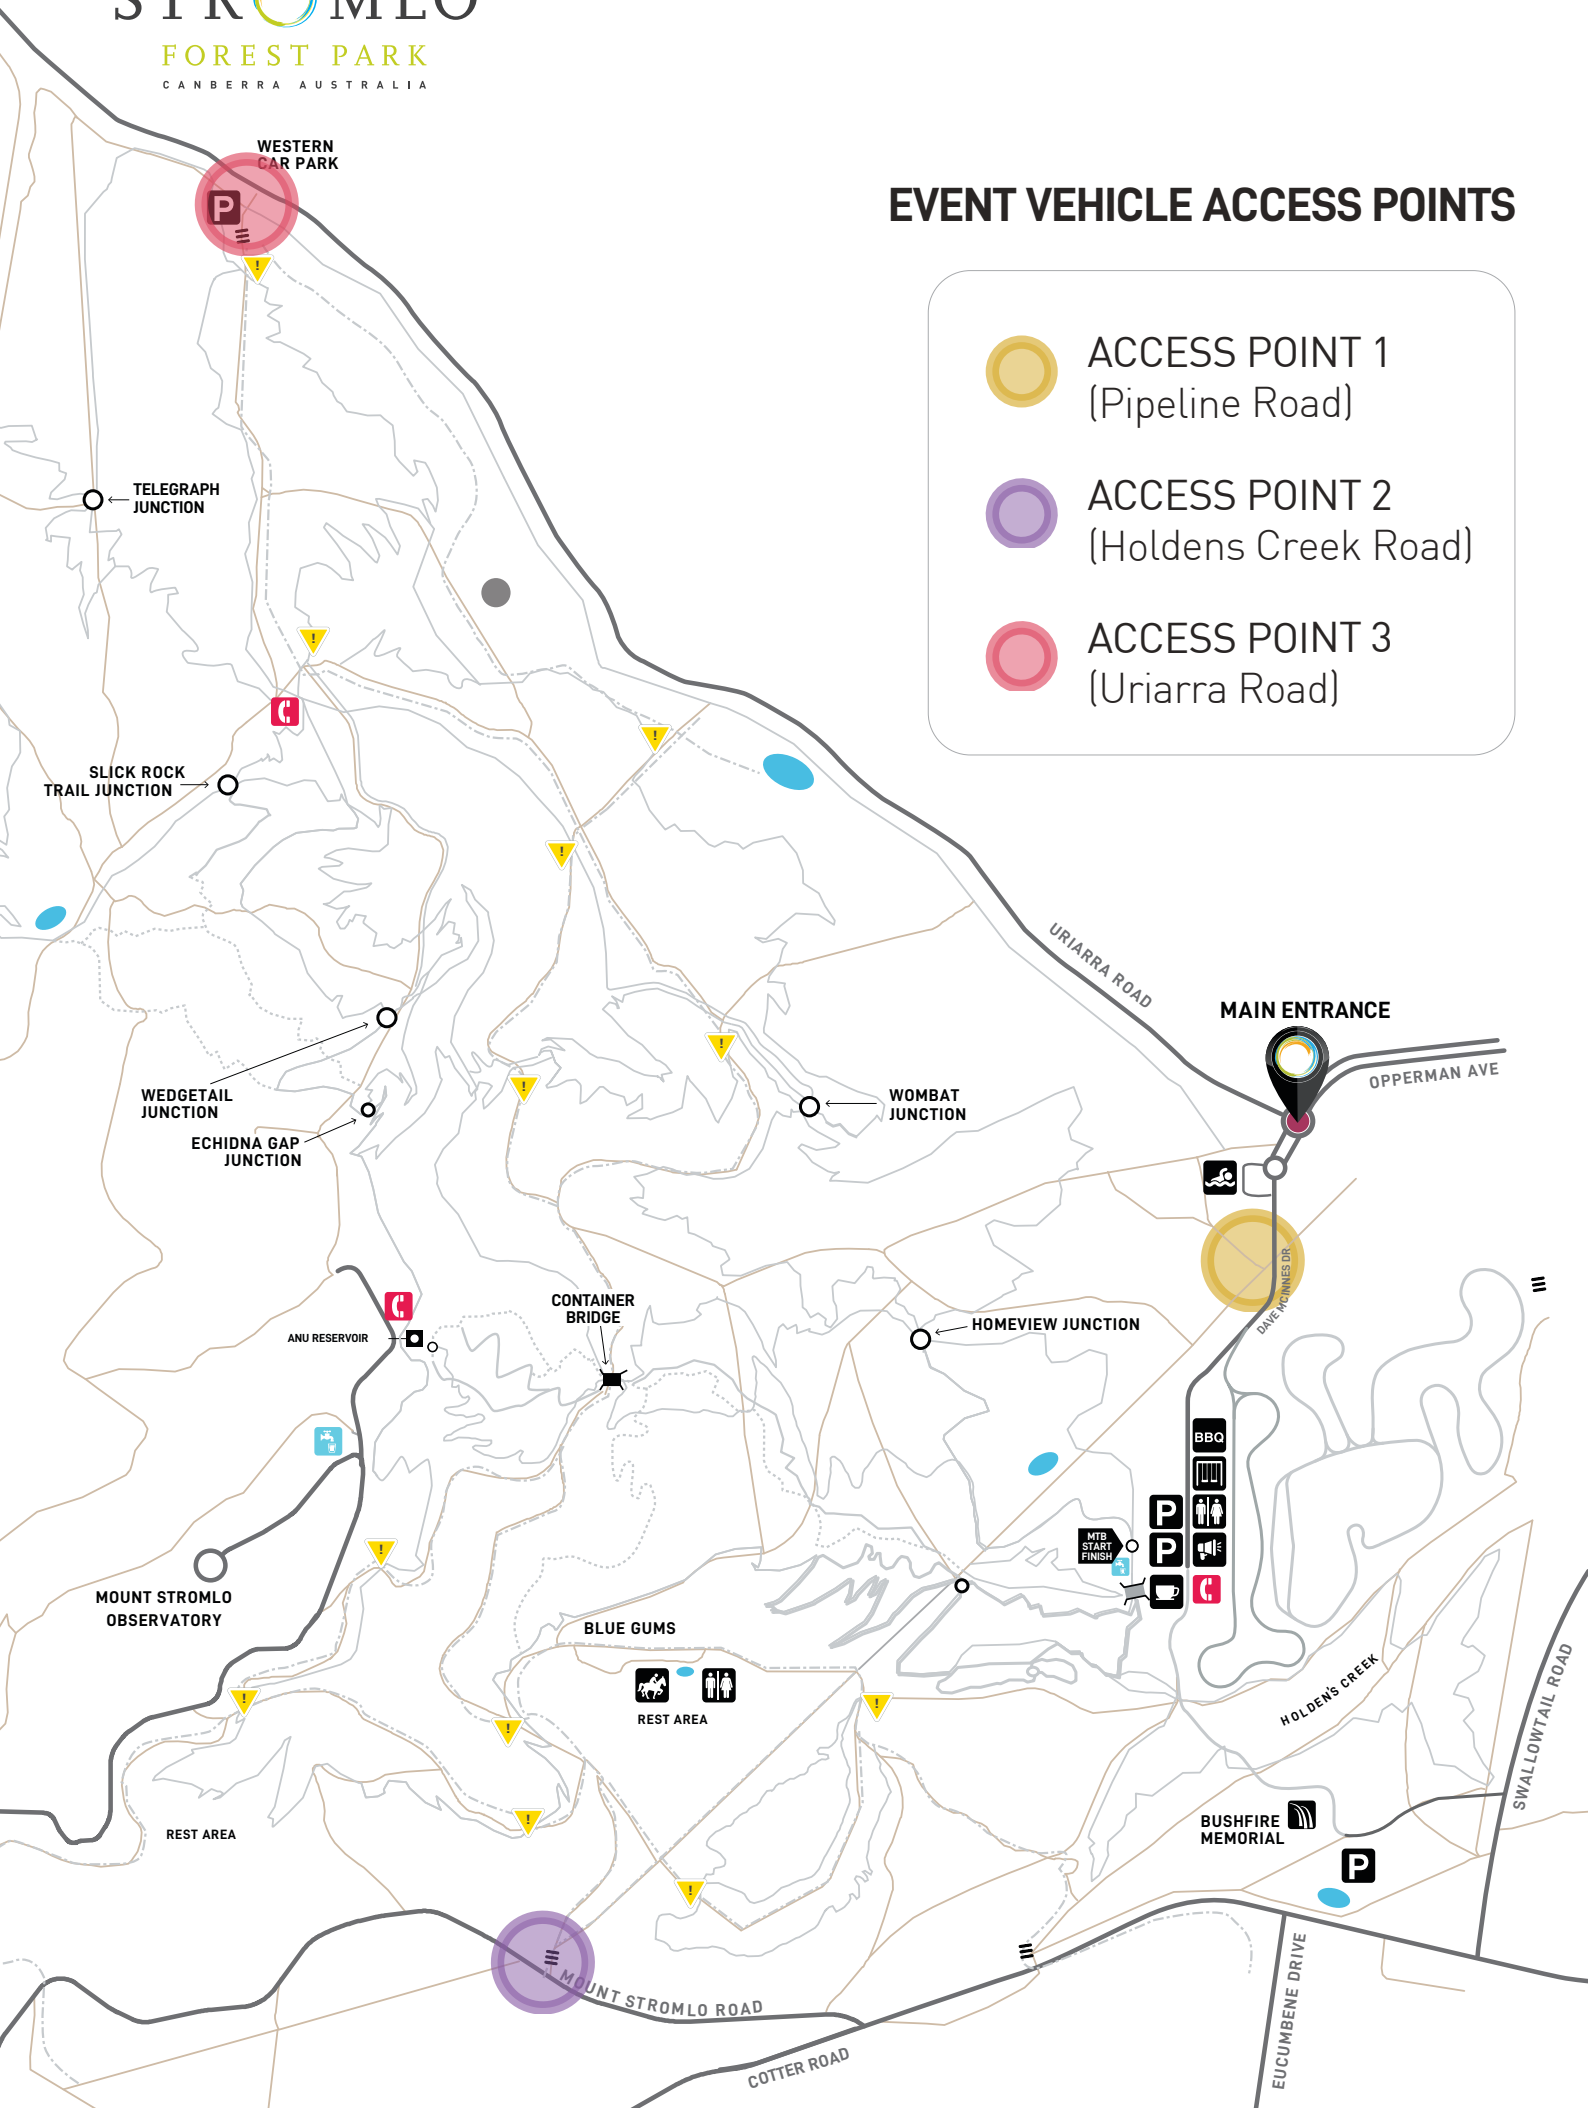 STROMLO
FOREST PARK
CANBERRA AUSTRALIA
WESTERN
CAR PARK
P
EVENT VEHICLE ACCESS POINTS
ACCESS POINT 1
(Pipeline Road)
ACCESS POINT 2
(Holdens Creek Road)
ACCESS POINT 3
(Uriarra Road)
!
TELEGRAPH
JUNCTION
!
!
SLICK ROCK
TRAIL JUNCTION
!
URIARRA ROAD
MAIN ENTRANCE
OPPERMAN AVE
!
!
WEDGETAIL
JUNCTION
WOMBAT
JUNCTION
ECHIDNA GAP
JUNCTION
DAVE MCINNES DR
CONTAINER
BRIDGE
HOMEVIEW JUNCTION
ANU RESERVOIR
BBQ
P
MTB
START
FINISH
P
!
MOUNT STROMLO
OBSERVATORY
BLUE GUMS
REST AREA
!
!
!
HOLDEN'S CREEK
SWALLOWTAIL ROAD
!
REST AREA
BUSHFIRE
MEMORIAL
P
!
MOUNT STROMLO ROAD
COTTER ROAD
EUCUMBENE DRIVE